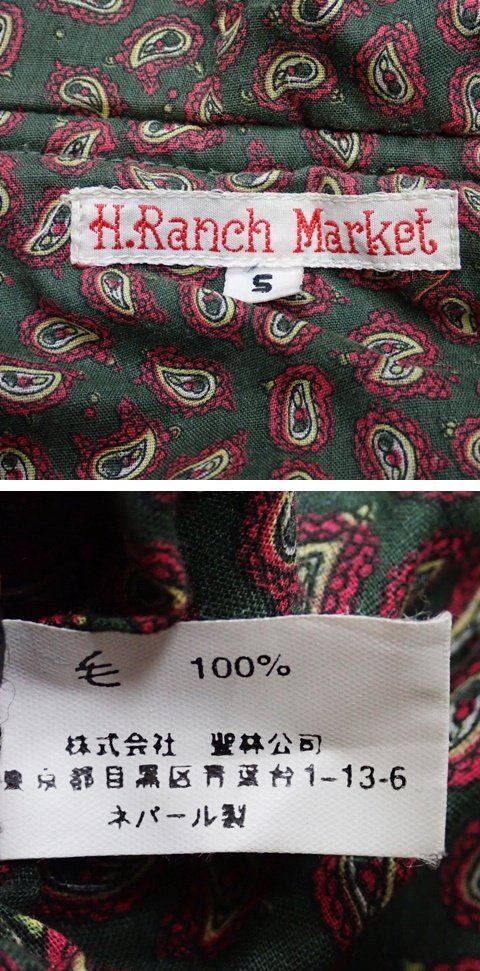 H.Ranch Market
S
毛 100%
株式会社 聖林公司
東京都目黒区青葉台1-13-6
ネパール製